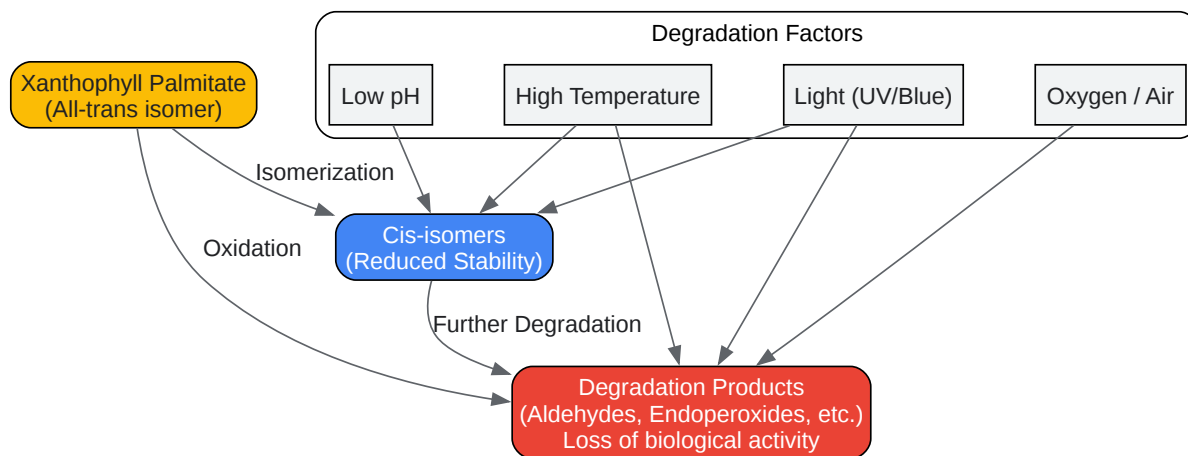 Degradation Factors
Xanthophyll Palmitate
(All-trans isomer)
Low pH
High Temperature
Light (UV/Blue)
Oxygen / Air
Isomerization
Oxidation
Cis-isomers
(Reduced Stability)
Further Degradation
Degradation Products
(Aldehydes, Endoperoxides, etc.)
Loss of biological activity